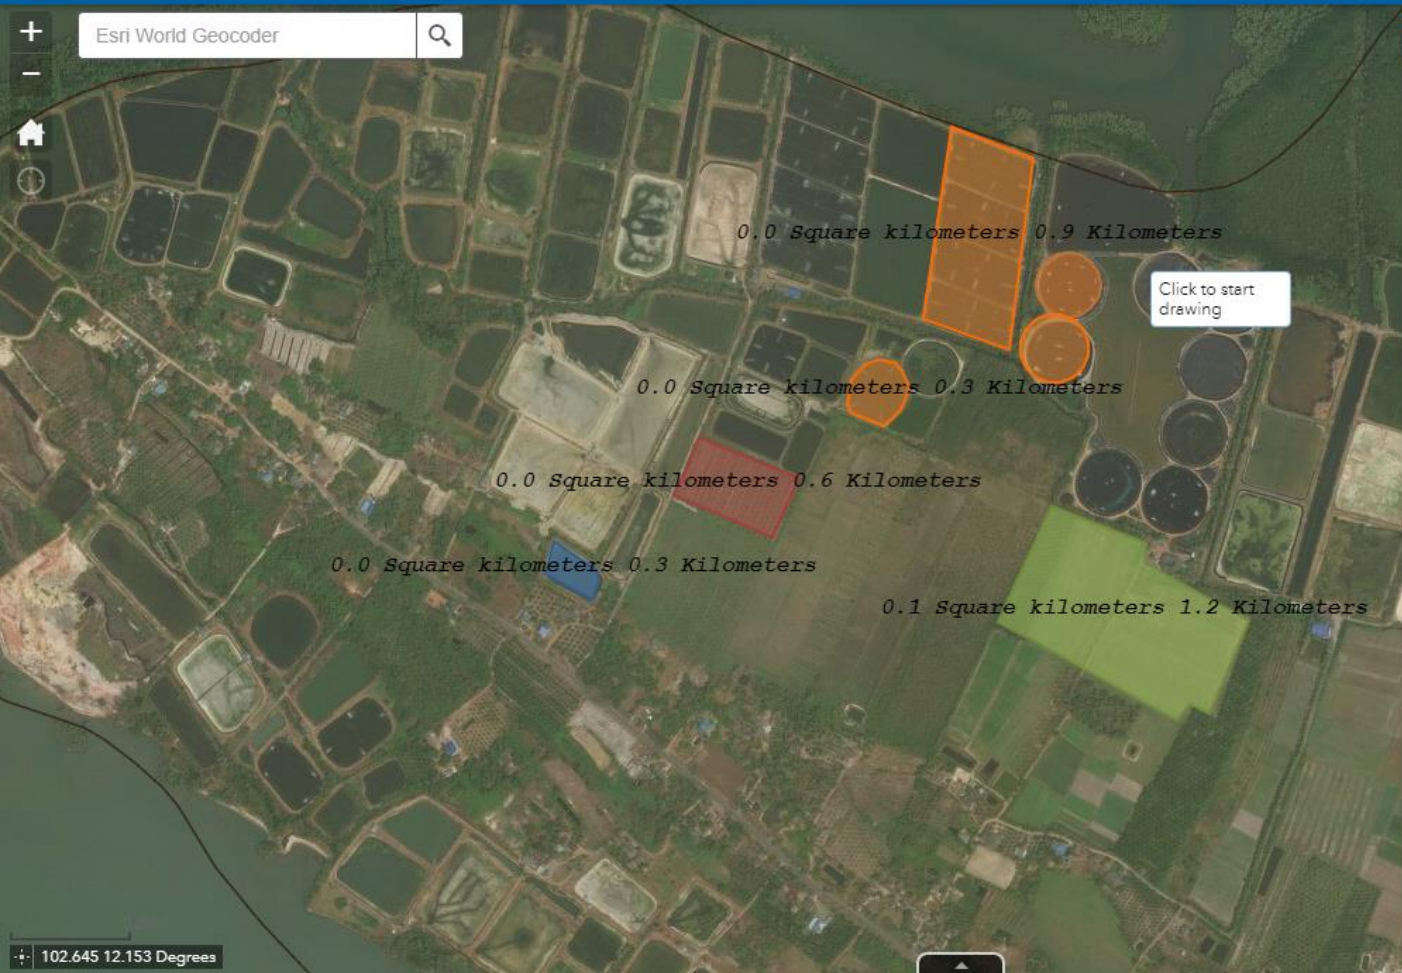 Esri World Geocoder
0.0 Square kilometers 0.9 Kilometers
Click to start
drawing
0.0 Square kilometers 0.3 Kilometers
0.0 Square kilometers 0.6 Kilometers
0.0 Square kilometers 0.3 Kilometers
0.1 Square kilometers 1.2 Kilometers
102.645 12.153 Degrees